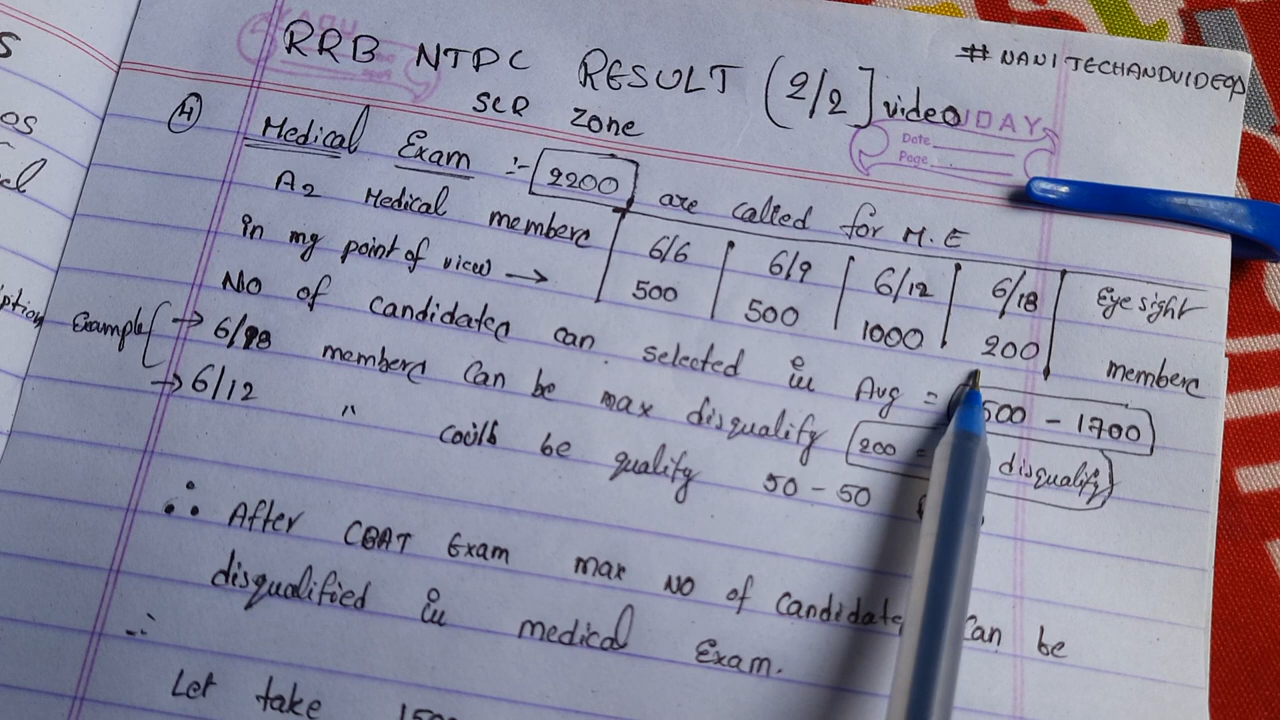 RRB NTPC RESULT (2/2] video
#NANITECHANDVIDEOS
SCR Zone
Date
Page
④ Medical Exam :- 2200 are called for M.E
A2 Medical members
6/6 | 6/9 | 6/12 | 6/18 | Eye sight
in my point of view → 500 | 500 | 1000 | 200 | members
NO of candidates can selected in Avg = 500 - 1700
Example → 6/18 members can be max disqualify 200 = disqualify
→ 6/12 " could be qualify 50 - 50
∴ After CBAT Exam max NO of candidate can be
disqualified in medical Exam.
∴ Let take
os